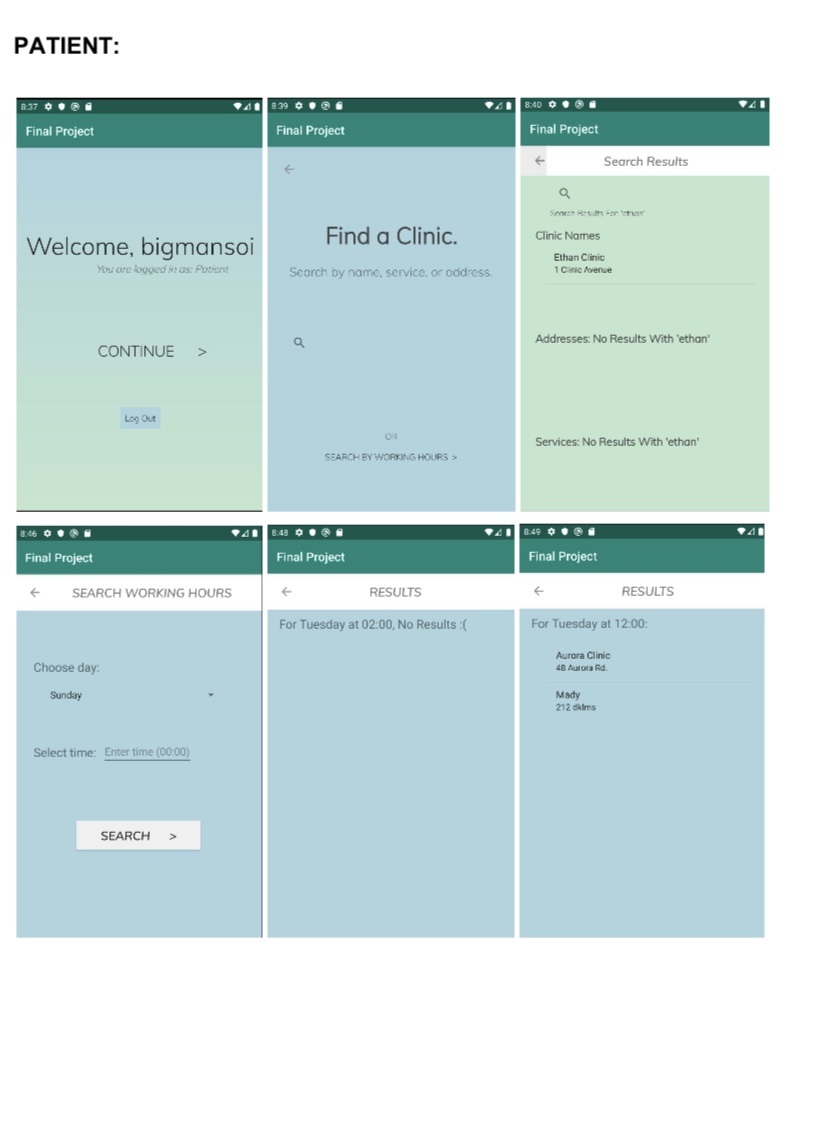 PATIENT:
8:37
Final Project
Welcome, bigmansoi
You are logged in as: Patient
CONTINUE >
Log Out
8:39
Final Project
Find a Clinic.
Search by name, service, or address.
OR
SEARCH BY WORKING HOURS >
8:40
Final Project
Search Results
Search Results For 'ethan'
Clinic Names
Ethan Clinic
1 Clinic Avenue
Addresses: No Results With 'ethan'
Services: No Results With 'ethan'
8:46
Final Project
SEARCH WORKING HOURS
Choose day:
Sunday
Select time: Enter time (00:00)
SEARCH >
8:48
Final Project
RESULTS
For Tuesday at 02:00, No Results :(
8:49
Final Project
RESULTS
For Tuesday at 12:00:
Aurora Clinic
48 Aurora Rd.
Mady
212 dklms